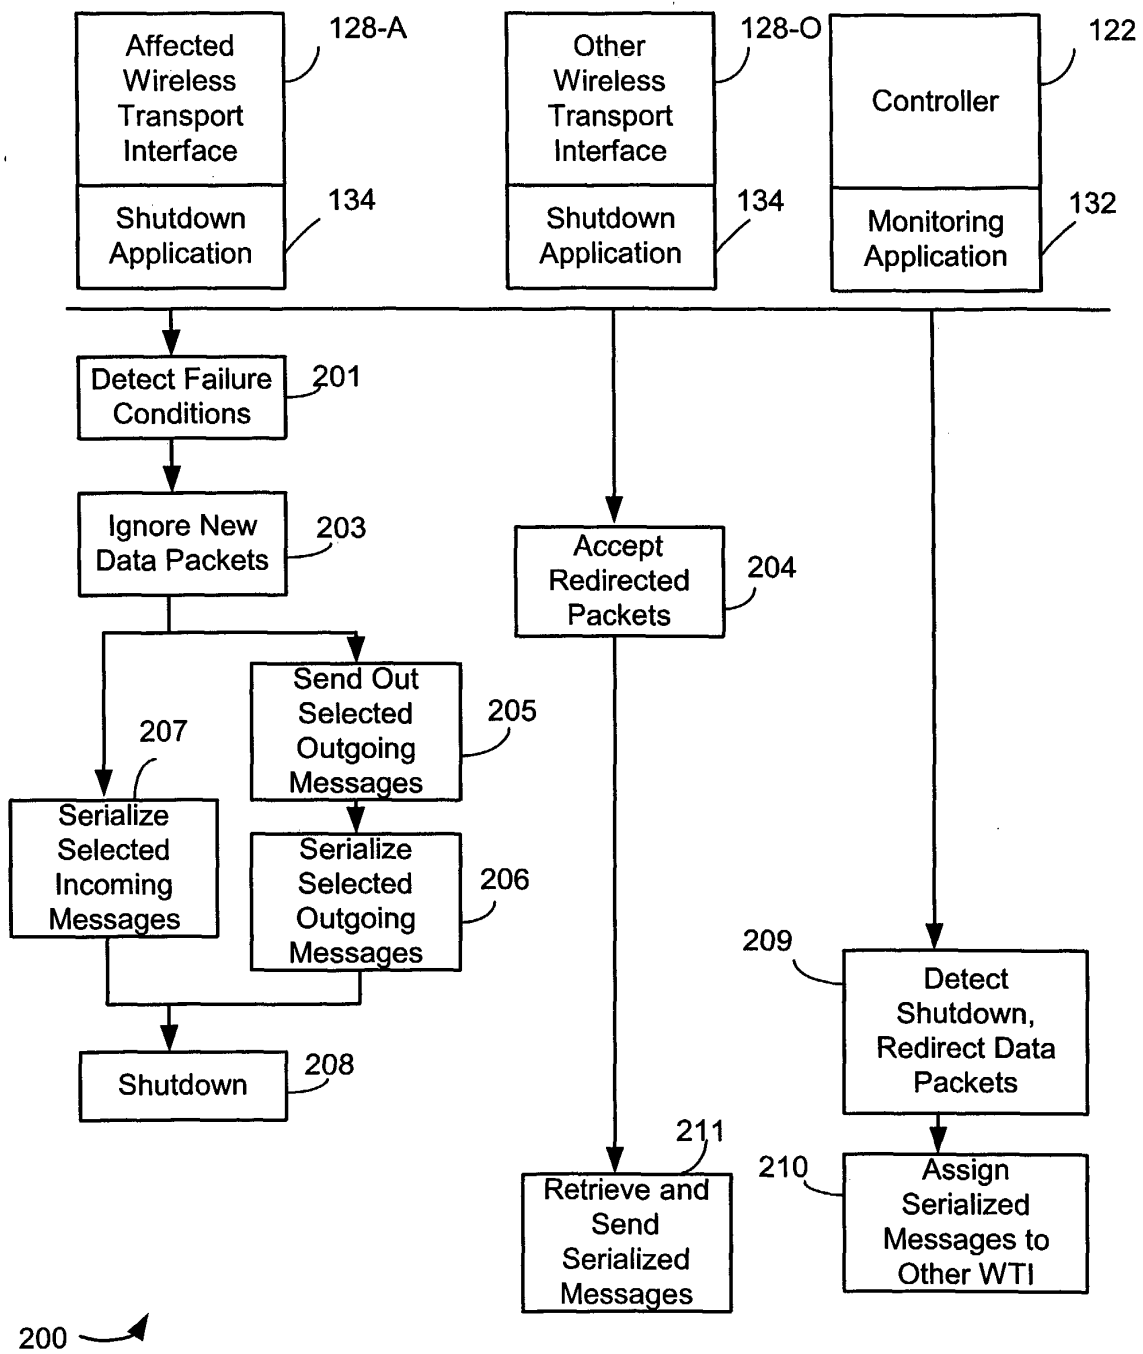 Affected
Wireless
Transport
Interface
128-A
Shutdown
Application
134
Other
Wireless
Transport
Interface
128-O
Shutdown
Application
134
Controller
122
Monitoring
Application
132
Detect Failure
Conditions
201
Ignore New
Data Packets
203
Accept
Redirected
Packets
204
Send Out
Selected
Outgoing
Messages
205
207
Serialize
Selected
Incoming
Messages
Serialize
Selected
Outgoing
Messages
206
209
Detect
Shutdown,
Redirect Data
Packets
Shutdown
208
211
Retrieve and
Send
Serialized
Messages
210
Assign
Serialized
Messages to
Other WTI
200